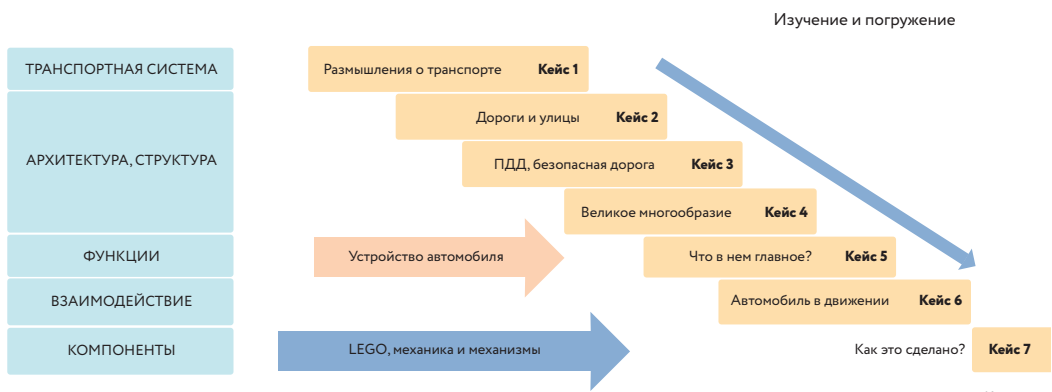 Изучение и погружение
ТРАНСПОРТНАЯ СИСТЕМА
Размышления о транспорте Кейс 1
Дороги и улицы Кейс 2
АРХИТЕКТУРА, СТРУКТУРА
ПДД, безопасная дорога Кейс 3
Великое многообразие Кейс 4
ФУНКЦИИ
Устройство автомобиля
Что в нем главное? Кейс 5
ВЗАИМОДЕЙСТВИЕ
Автомобиль в движении Кейс 6
КОМПОНЕНТЫ
LEGO, механика и механизмы
Как это сделано? Кейс 7